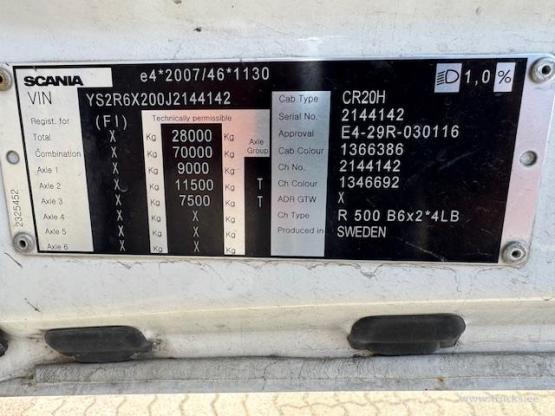 SCANIA e4*2007/46*1130 1,0 %
VIN YS2R6X200J2144142 Cab Type CR20H
Regist. for (FI) Technically permissible Serial No. 2144142
Total X Kg 28000 Kg Axle Group Approval E4-29R-030116
Combination X Kg 70000 Kg Cab Colour 1366386
Axle 1 X Kg 9000 Kg Ch No. 2144142
Axle 2 X Kg 11500 Kg T Ch Colour 1346692
Axle 3 X Kg 7500 Kg T ADR GTW X
Axle 4 X Kg X Kg Ch Type R 500 B6x2*4LB
Axle 5 X Kg X Kg Produced in SWEDEN
Axle 6 X Kg X Kg
2325452